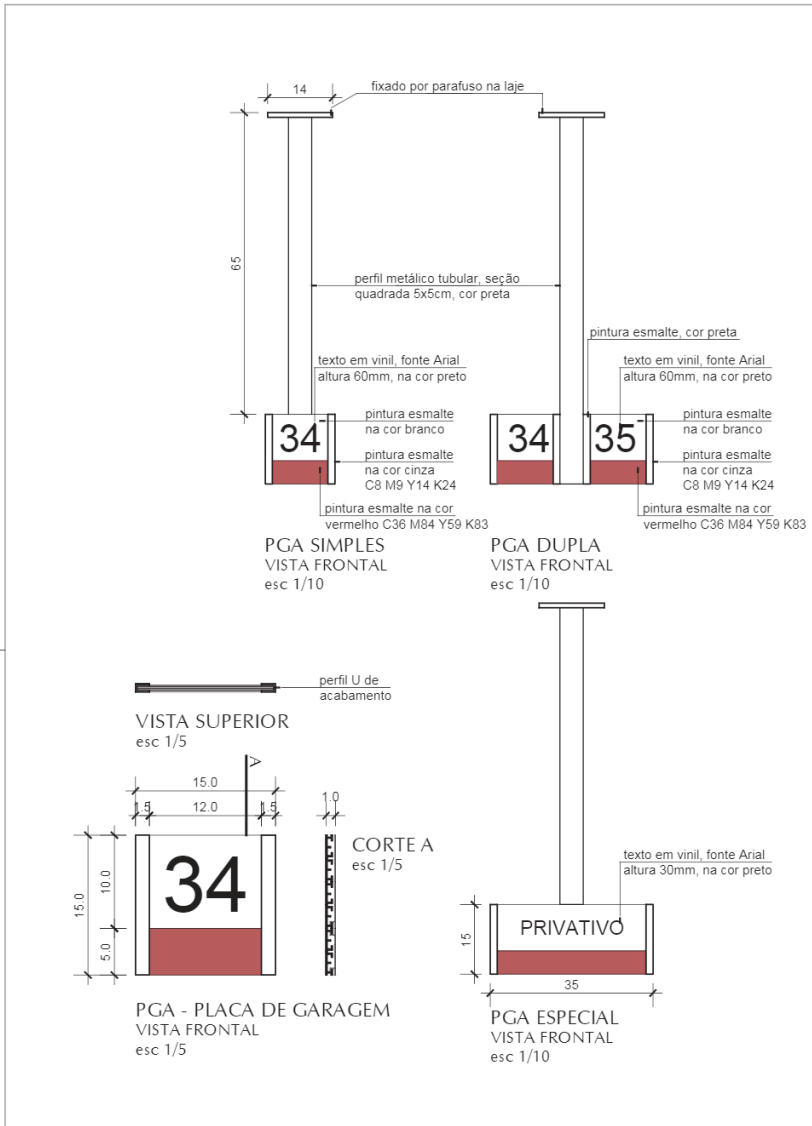 14
fixado por parafuso na laje
65
perfil metálico tubular, seção
quadrada 5x5cm, cor preta
pintura esmalte, cor preta
texto em vinil, fonte Arial
altura 60mm, na cor preto
texto em vinil, fonte Arial
altura 60mm, na cor preto
34
pintura esmalte
na cor branco
34
35
pintura esmalte
na cor branco
pintura esmalte
na cor cinza
C8 M9 Y14 K24
pintura esmalte
na cor cinza
C8 M9 Y14 K24
pintura esmalte na cor
vermelho C36 M84 Y59 K83
pintura esmalte na cor
vermelho C36 M84 Y59 K83
PGA SIMPLES
VISTA FRONTAL
esc 1/10
PGA DUPLA
VISTA FRONTAL
esc 1/10
perfil U de
acabamento
VISTA SUPERIOR
esc 1/5
A
15.0
1.5
12.0
1.5
1.0
CORTE A
esc 1/5
15.0
10.0
5.0
34
PGA - PLACA DE GARAGEM
VISTA FRONTAL
esc 1/5
texto em vinil, fonte Arial
altura 30mm, na cor preto
15
PRIVATIVO
35
PGA ESPECIAL
VISTA FRONTAL
esc 1/10